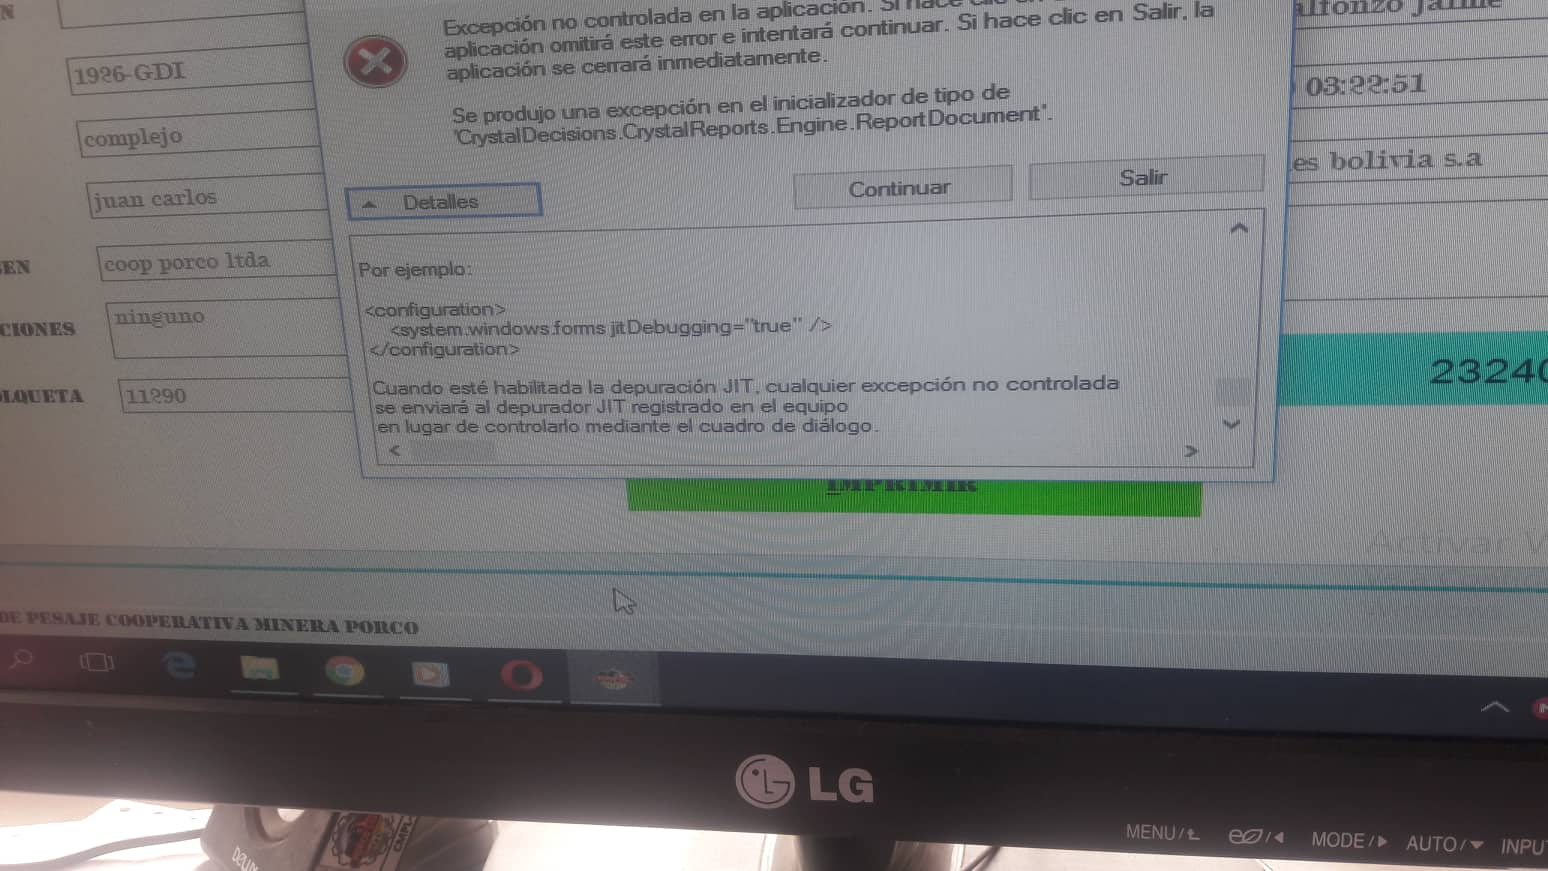 N
1926-GDI
complejo
juan carlos
EN
coop porco ltda
CIONES
ninguno
LQUETA
11290
Excepción no controlada en la aplicación. Si hace clic en
aplicación omitirá este error e intentará continuar. Si hace clic en Salir, la
aplicación se cerrará inmediatamente.
Se produjo una excepción en el inicializador de tipo de
'CrystalDecisions.CrystalReports.Engine.ReportDocument'.
Detalles
Continuar
Salir
Por ejemplo:
<configuration>
<system.windows.forms jitDebugging="true" />
</configuration>
Cuando esté habilitada la depuración JIT, cualquier excepción no controlada
se enviará al depurador JIT registrado en el equipo
en lugar de controlarlo mediante el cuadro de diálogo.
alfonzo jaime
03:22:51
es bolivia s.a
23240
IMPRIMIR
Activar W
DE PESAJE COOPERATIVA MINERA PORCO
LG
MENU/
MODE/
AUTO/
INPU
CMPL